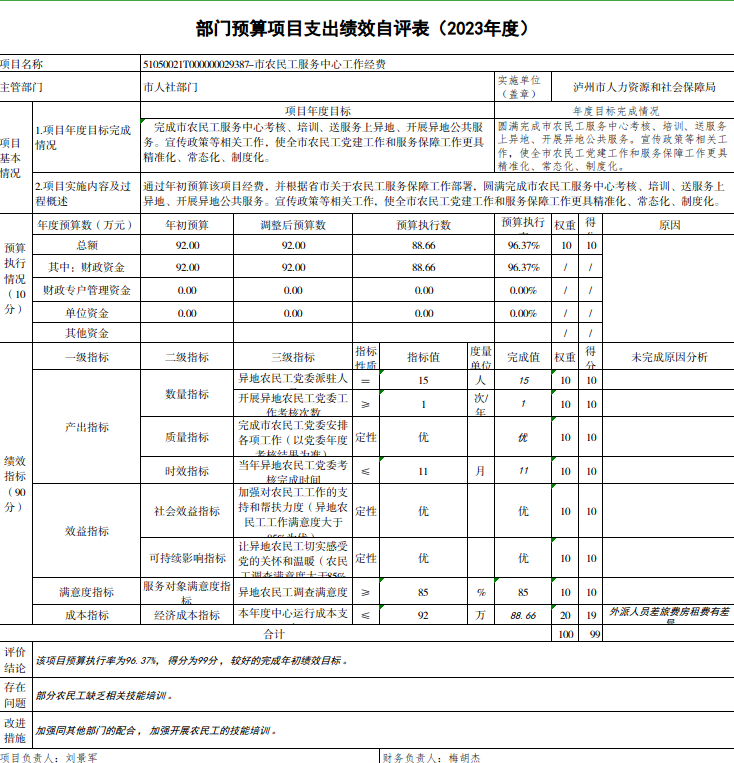 部门预算项目支出绩效自评表（2023年度）
项目名称 51050021T000000029387-市农民工服务中心工作经费
主管部门 市人社部门 实施单位（盖章） 泸州市人力资源和社会保障局
项目基本情况
1.项目年度目标完成情况
项目年度目标 年度目标完成情况
完成市农民工服务中心考核、培训、送服务上异地、开展异地公共服务。宣传政策等相关工作，使全市农民工党建工作和服务保障工作更具精准化、常态化、制度化。
圆满完成市农民工服务中心考核、培训、送服务上异地、开展异地公共服务。宣传政策等相关工作，使全市农民工党建工作和服务保障工作更具精准化、常态化、制度化。
2.项目实施内容及过程概述
通过年初预算该项目经费，并根据省市关于农民工服务保障工作部署，圆满完成市农民工服务中心考核、培训、送服务上异地、开展异地公共服务。宣传政策等相关工作，使全市农民工党建工作和服务保障工作更具精准化、常态化、制度化。
预算执行情况（10分）
年度预算数（万元） 年初预算 调整后预算数 预算执行数 预算执行 权重 得 原因
总额 92.00 92.00 88.66 96.37% 10 10
其中：财政资金 92.00 92.00 88.66 96.37% / /
财政专户管理资金 0.00 0.00 0.00 0.00% / /
单位资金 0.00 0.00 0.00 0.00% / /
其他资金 / /
绩效指标（90分）
一级指标 二级指标 三级指标 指标性质 指标值 度量单位 完成值 权重 得分 未完成原因分析
产出指标 数量指标 异地农民工党委派驻人 ＝ 15 人 15 10 10
开展异地农民工党委工作考核次数 ≥ 1 次/年 1 10 10
质量指标 完成市农民工党委安排各项工作（以党委年度考核结果为准） 定性 优 优 10 10
时效指标 当年异地农民工党委考核完成时间 ≤ 11 月 11 10 10
效益指标 社会效益指标 加强对农民工工作的支持和帮扶力度（异地农民工工作满意度大于85%为优） 定性 优 优 10 10
可持续影响指标 让异地农民工切实感受党的关怀和温暖（农民工调查满意度大于85% 定性 优 优 10 10
满意度指标 服务对象满意度指标 异地农民工调查满意度 ≥ 85 % 85 10 10
成本指标 经济成本指标 本年度中心运行成本支 ≤ 92 万 88.66 20 19 外派人员差旅费房租费有差异
合计 100 99
评价结论 该项目预算执行率为96.37%，得分为99分，较好的完成年初绩效目标。
存在问题 部分农民工缺乏相关技能培训。
改进措施 加强同其他部门的配合，加强开展农民工的技能培训。
项目负责人：刘景军 财务负责人：梅胡杰